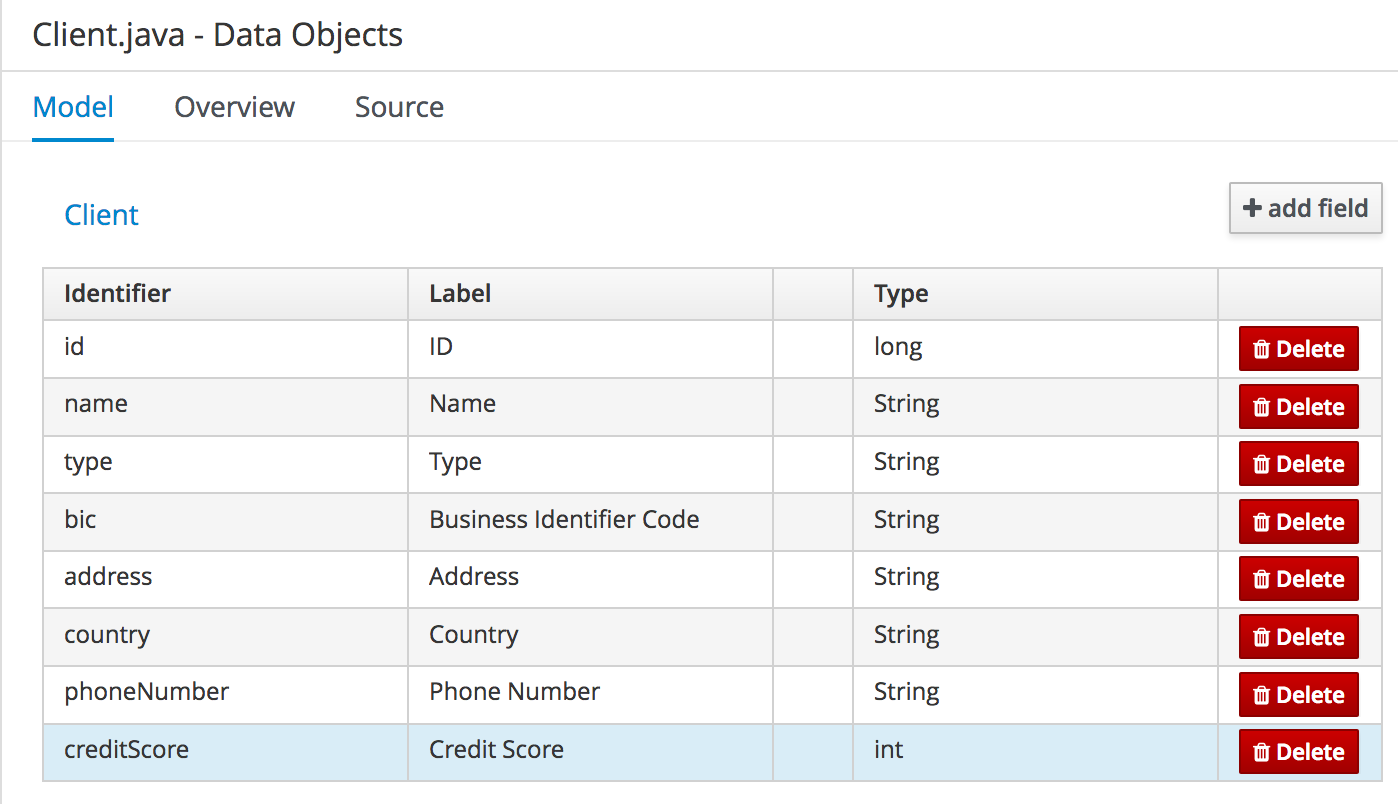 Client.java - Data Objects
Model Overview Source
Client
add field
Identifier Label Type
id ID long Delete
name Name String Delete
type Type String Delete
bic Business Identifier Code String Delete
address Address String Delete
country Country String Delete
phoneNumber Phone Number String Delete
creditScore Credit Score int Delete